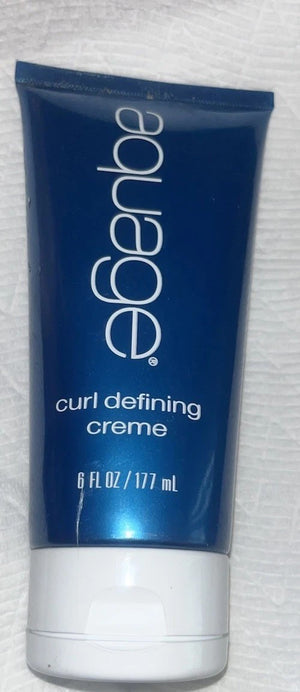 aquage®
curl defining
creme
6 FL OZ / 177 mL